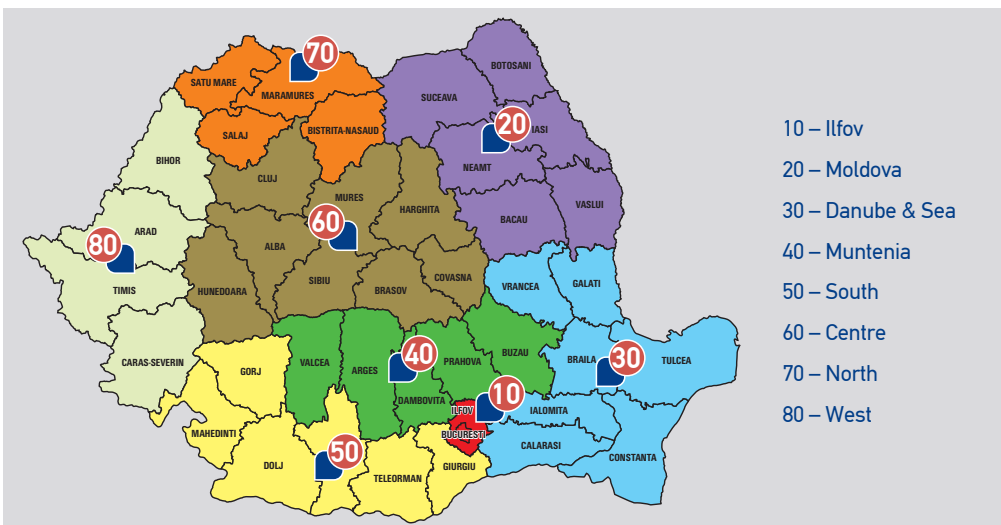 70
BOTOSANI
SATU MARE
MARAMURES
SUCEAVA
20
IASI
SALAJ
BISTRITA-NASAUD
BIHOR
NEAMT
CLUJ
MURES
HARGHITA
VASLUI
60
BACAU
ARAD
80
ALBA
TIMIS
HUNEDOARA
SIBIU
BRASOV
COVASNA
VRANCEA
GALATI
CARAS-SEVERIN
GORJ
VALCEA
ARGES
40
PRAHOVA
BUZAU
BRAILA
30
TULCEA
DAMBOVITA
10
ILFOV
IALOMITA
MAHEDINTI
BUCURESTI
CALARASI
CONSTANTA
DOLJ
50
TELEORMAN
GIURGIU
10 – Ilfov
20 – Moldova
30 – Danube & Sea
40 – Muntenia
50 – South
60 – Centre
70 – North
80 – West